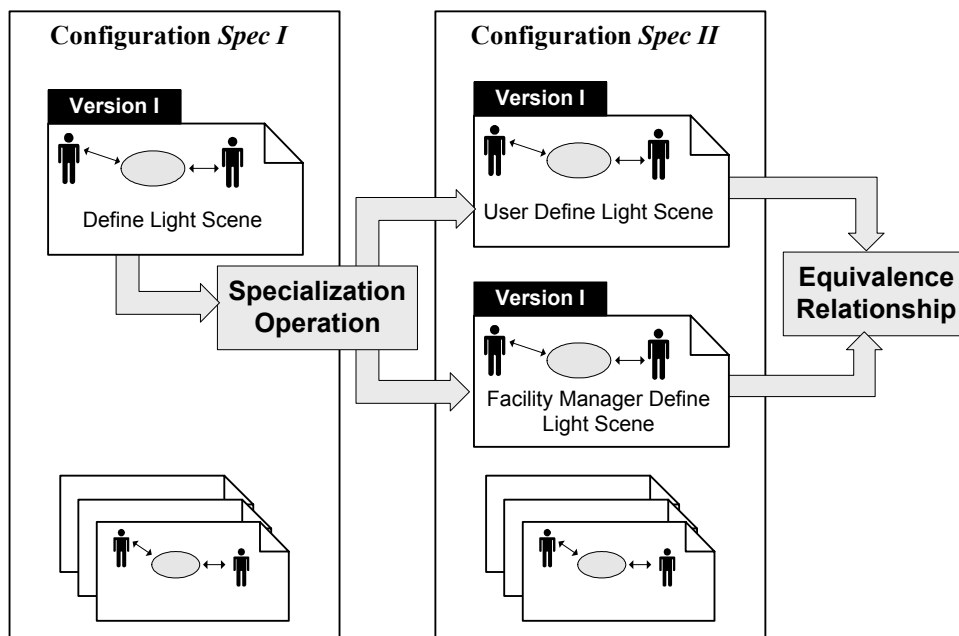 Configuration Spec I
Version I
Define Light Scene
Specialization
Operation
Configuration Spec II
Version I
User Define Light Scene
Version I
Facility Manager Define
Light Scene
Equivalence
Relationship